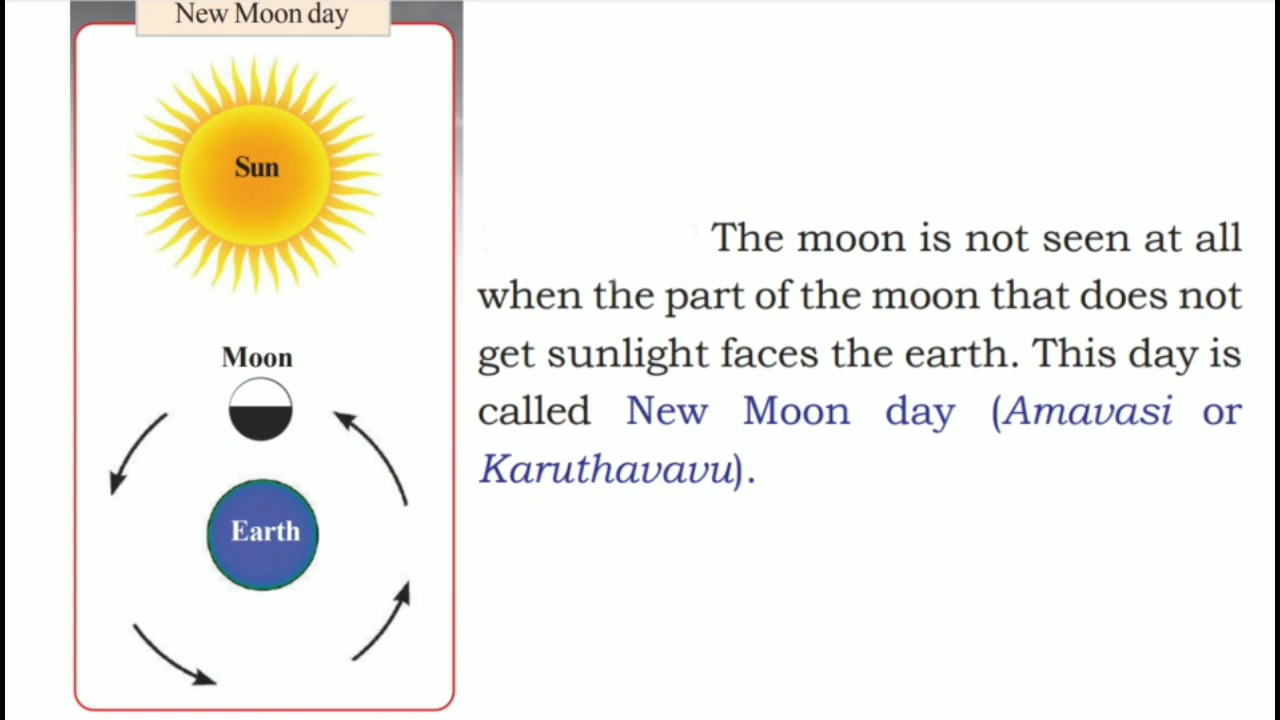 New Moon day
Sun
Moon
Earth
The moon is not seen at all
when the part of the moon that does not
get sunlight faces the earth. This day is
called New Moon day (Amavasi or
Karuthavavu).